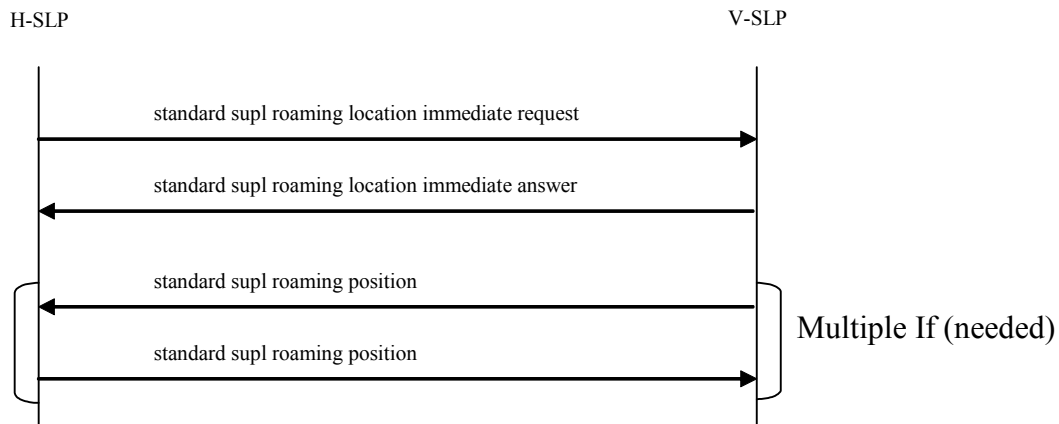 H-SLP
V-SLP
standard supl roaming location immediate request
standard supl roaming location immediate answer
standard supl roaming position
Multiple If (needed)
standard supl roaming position